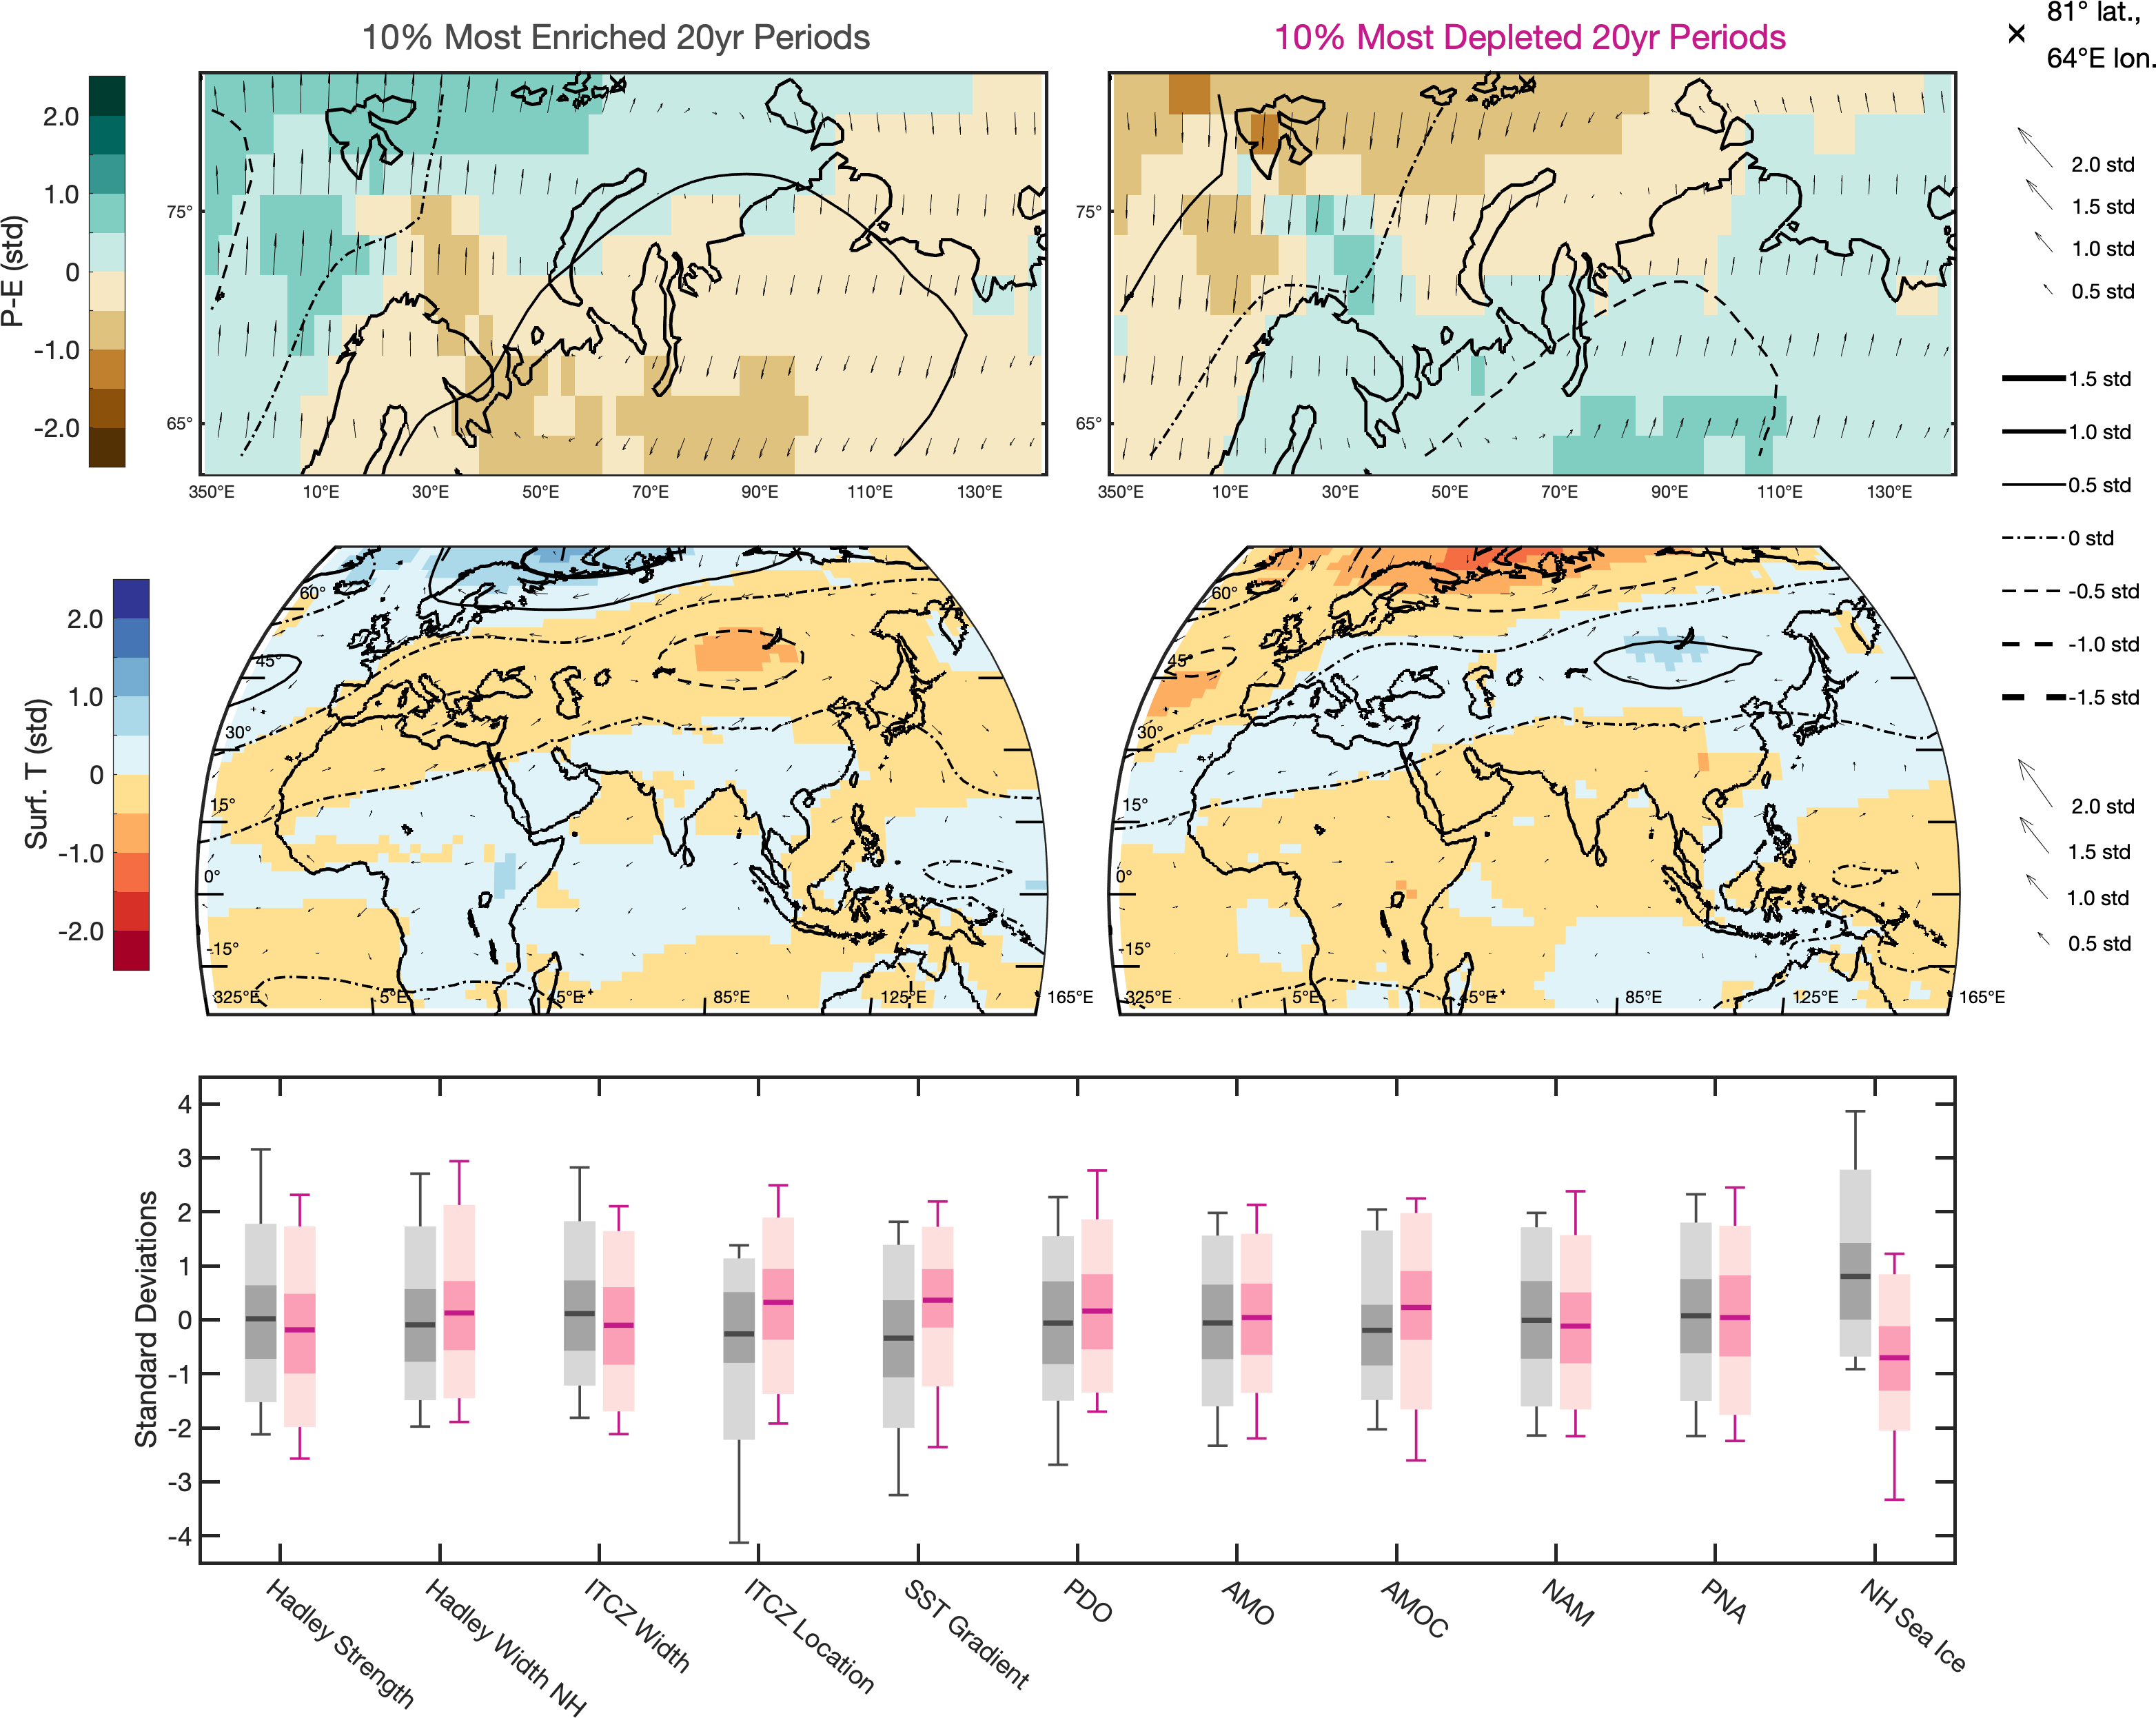 10% Most Enriched 20yr Periods
10% Most Depleted 20yr Periods
81° lat.,
64°E lon.
P-E (std)
2.0
1.0
0
-1.0
-2.0
75°
65°
350°E 10°E 30°E 50°E 70°E 90°E 110°E 130°E
75°
65°
350°E 10°E 30°E 50°E 70°E 90°E 110°E 130°E
2.0 std
1.5 std
1.0 std
0.5 std
1.5 std
1.0 std
0.5 std
0 std
-0.5 std
-1.0 std
-1.5 std
Surf. T (std)
2.0
1.0
0
-1.0
-2.0
60°
45°
30°
15°
0°
-15°
325°E 5°E 45°E 85°E 125°E 165°E
60°
45°
30°
15°
0°
-15°
325°E 5°E 45°E 85°E 125°E 165°E
2.0 std
1.5 std
1.0 std
0.5 std
Standard Deviations
4
3
2
1
0
-1
-2
-3
-4
Hadley Strength
Hadley Width NH
ITCZ Width
ITCZ Location
SST Gradient
PDO
AMO
AMOC
NAM
PNA
NH Sea Ice